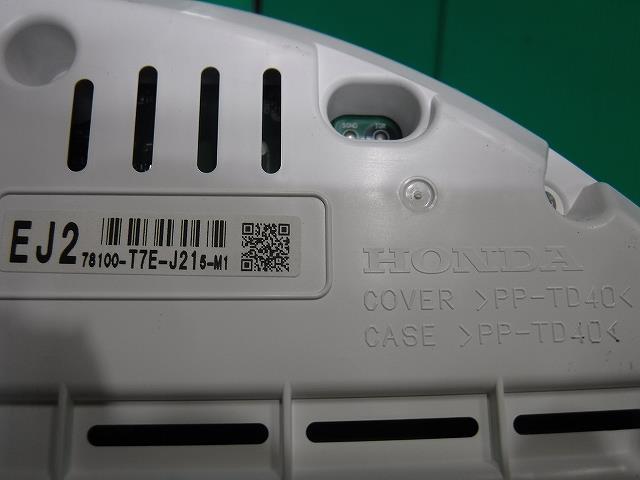 EJ2
78100-T7E-J215-M1
HONDA
COVER >PP-TD40<
CASE >PP-TD40<